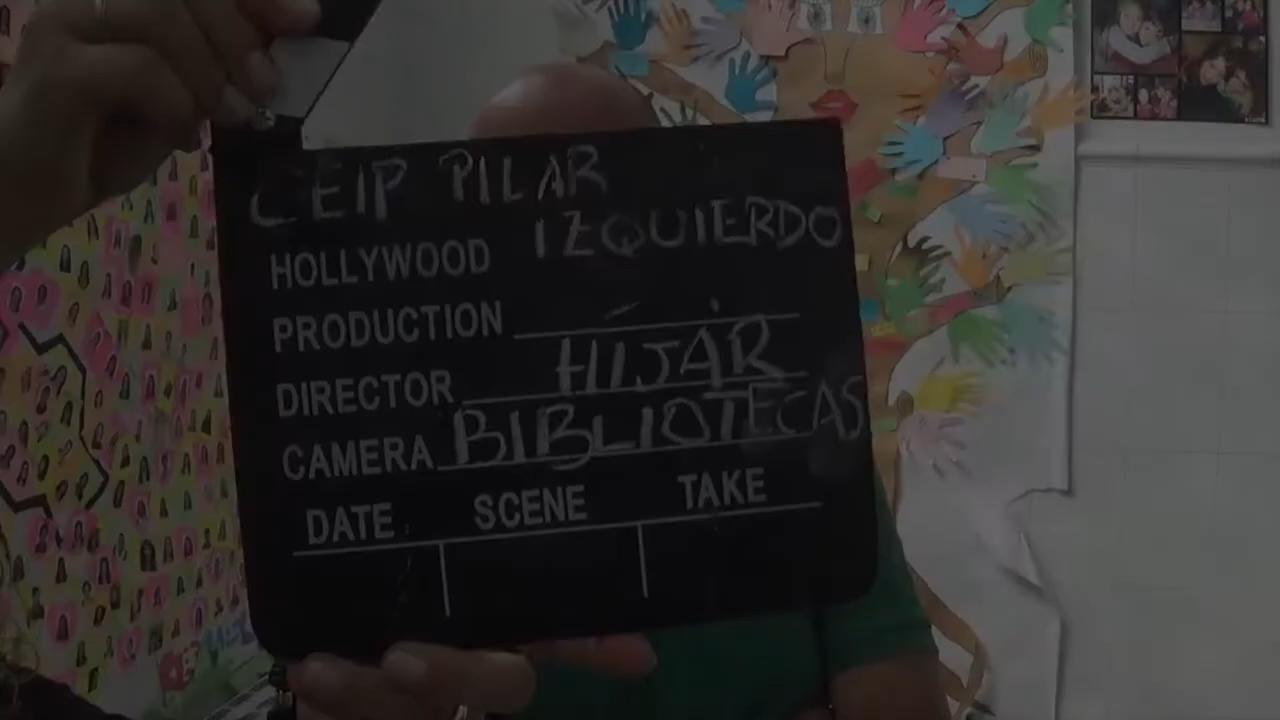 CEIP PILAR
IZQUIERDO
HOLLYWOOD
PRODUCTION
HIJAR
DIRECTOR
BIBLIOTECAS
CAMERA
DATE SCENE TAKE